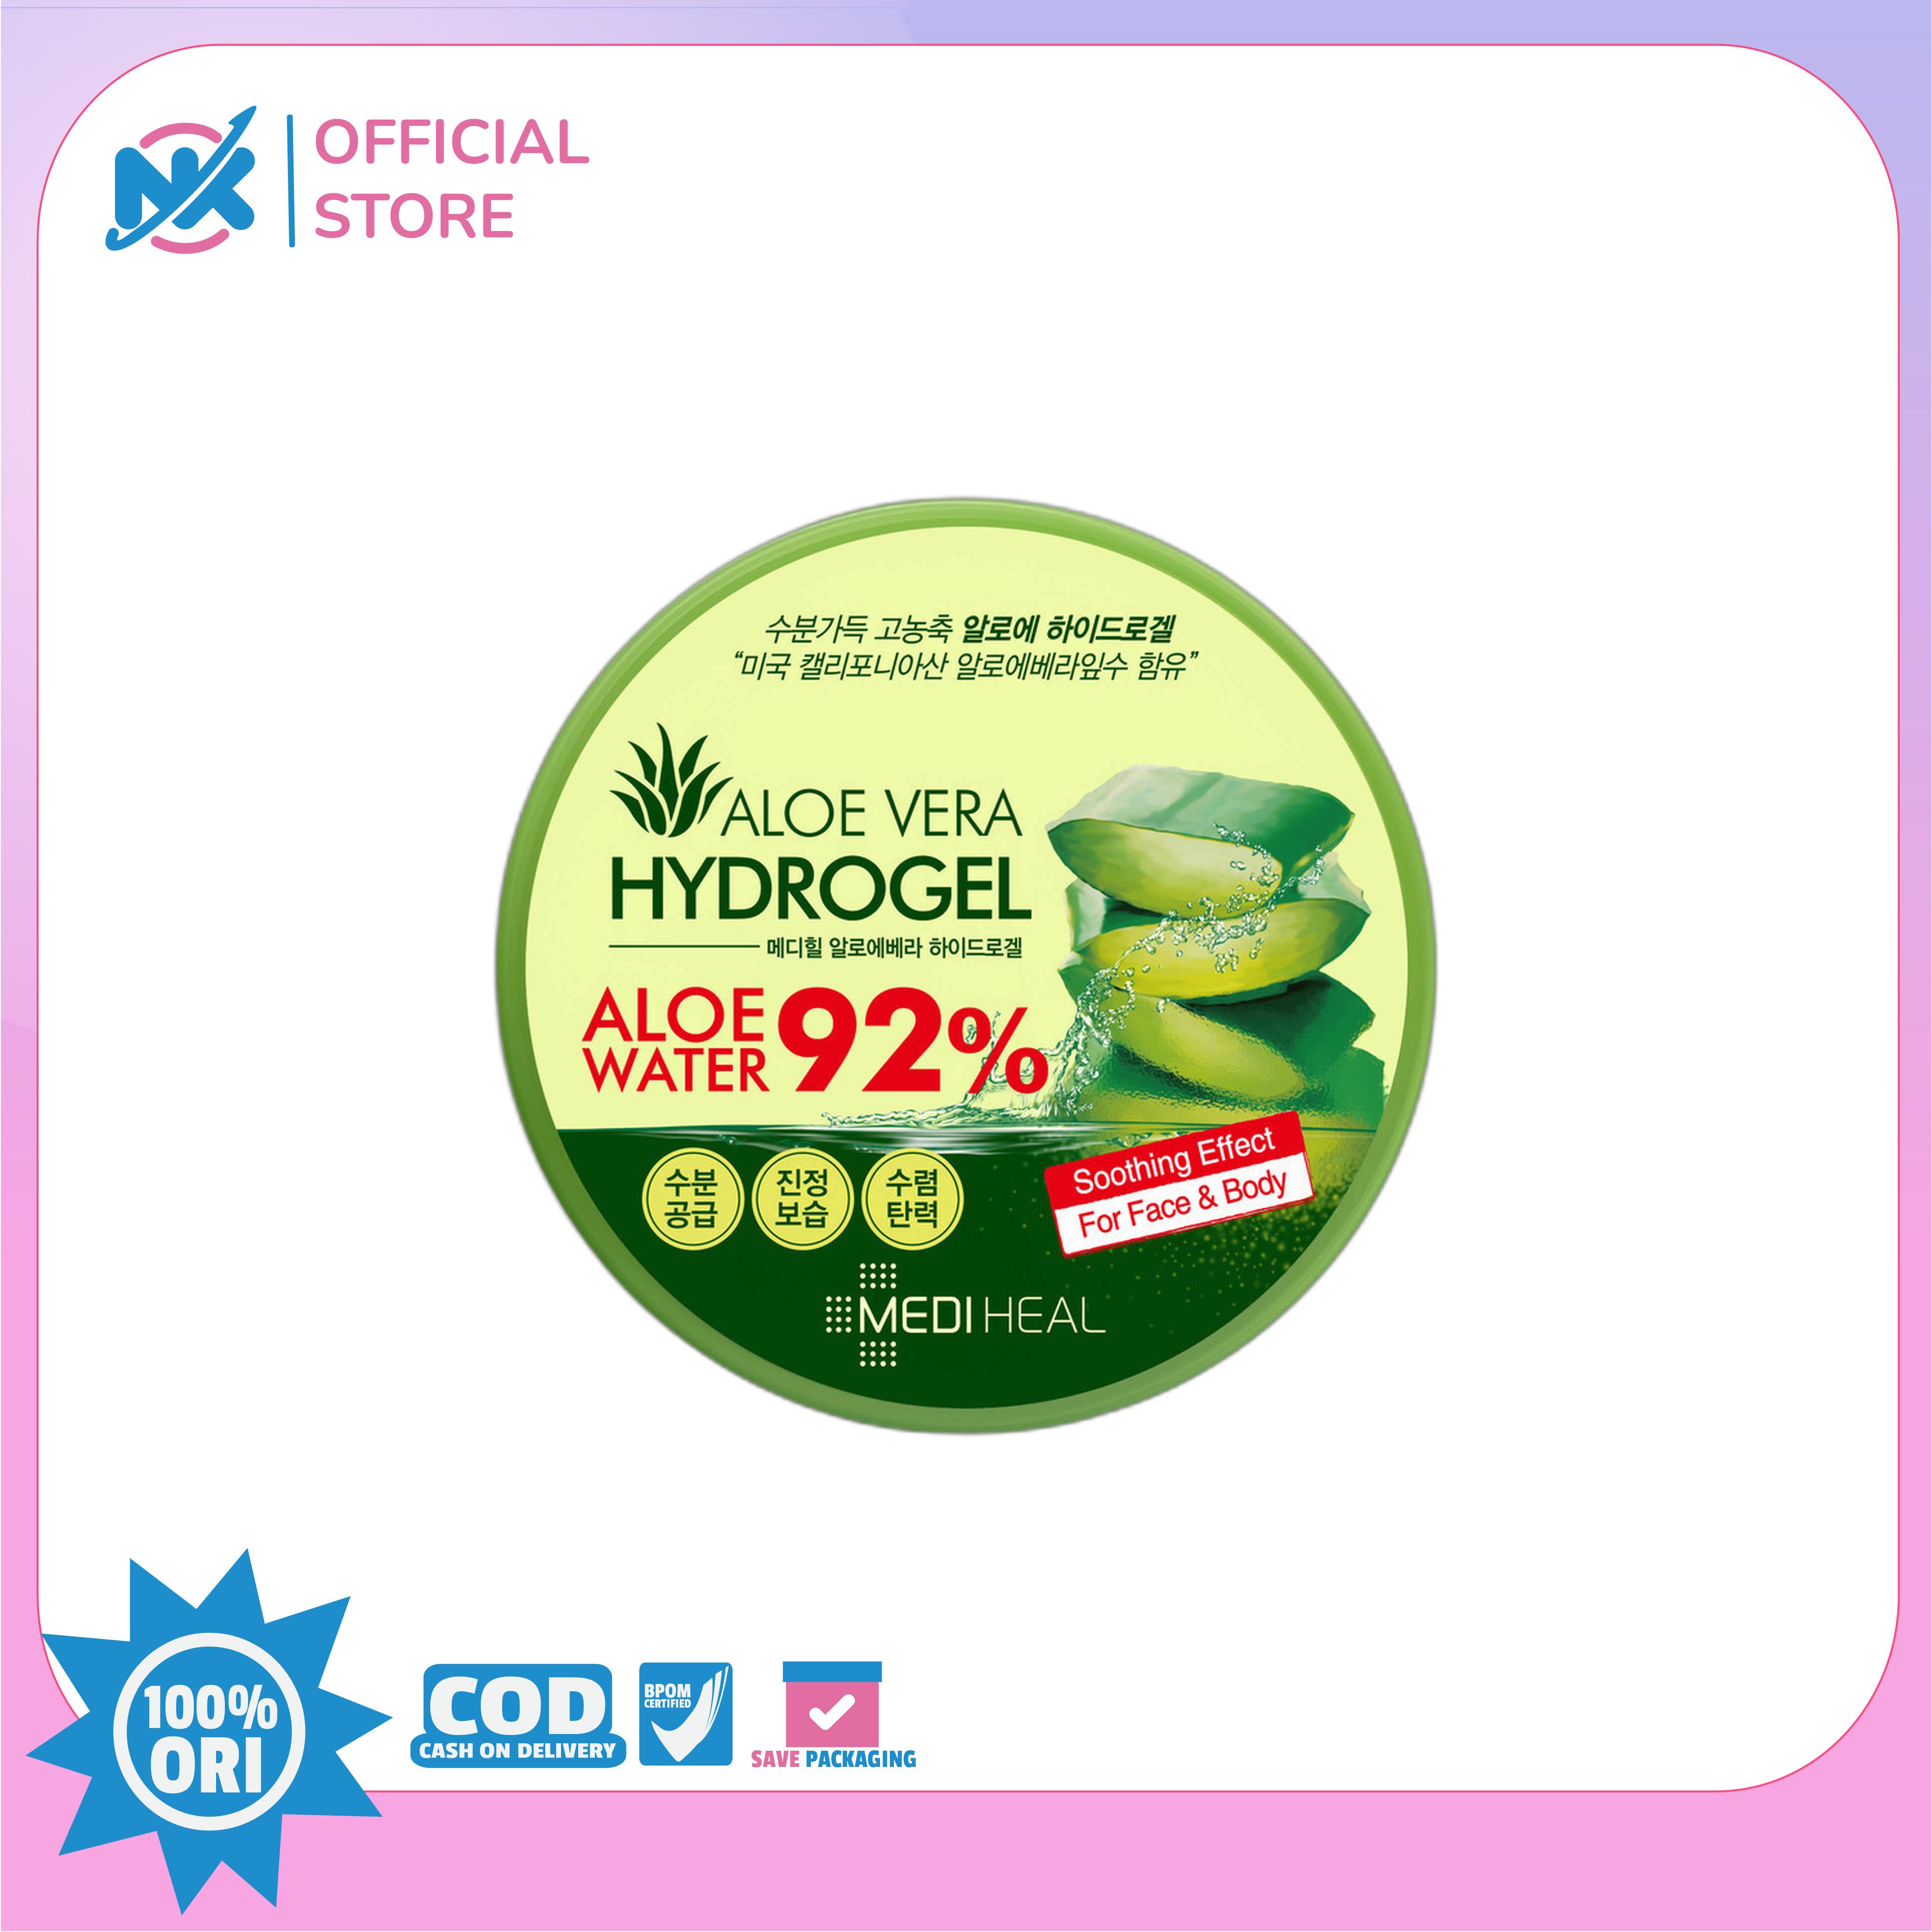 NK
OFFICIAL
STORE
수분가득 고농축 알로에 하이드로겔
“미국 캘리포니아산 알로에베라잎수 함유”
ALOE VERA
HYDROGEL
메디힐 알로에베라 하이드로겔
ALOE
WATER
92%
수분
공급
진정
보습
수렴
탄력
Soothing Effect
For Face & Body
MEDIHEAL
100%
ORI
COD
CASH ON DELIVERY
BPOM
CERTIFIED
SAVE PACKAGING